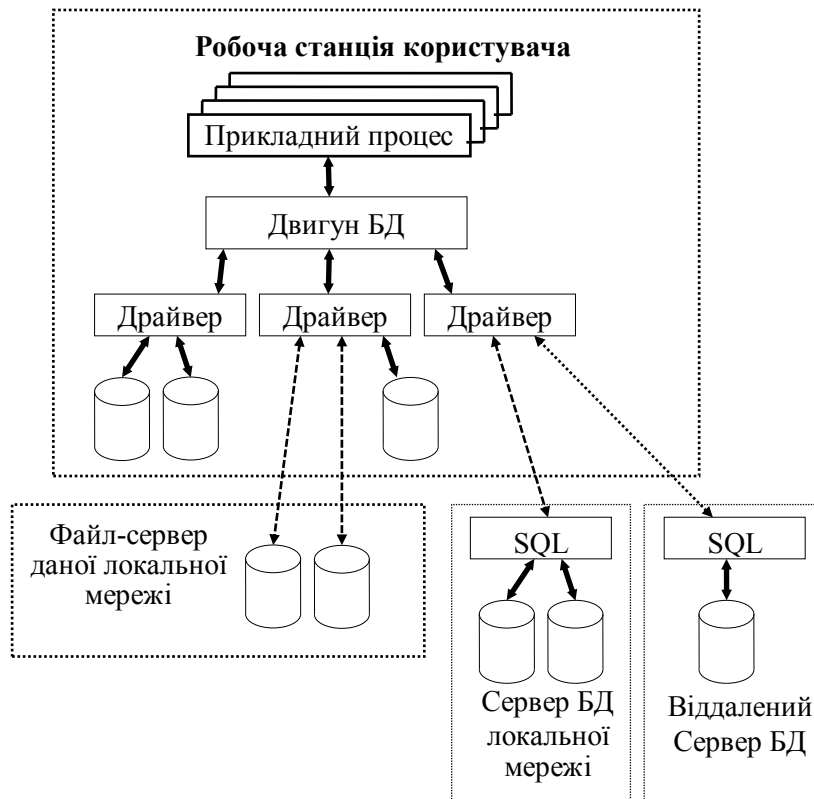 Робоча станція користувача
Прикладний процес
Двигун БД
Драйвер
Драйвер
Драйвер
Файл-сервер
даної локальної
мережі
SQL
Сервер БД
локальної
мережі
SQL
Віддалений
Сервер БД